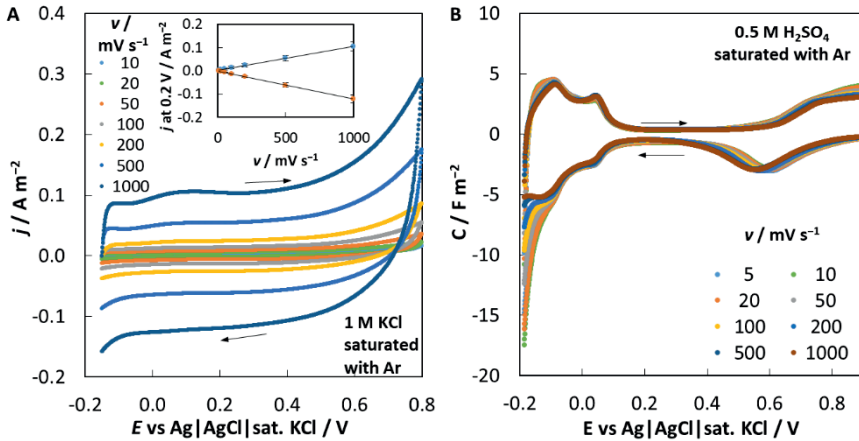 A
ν /
mV s⁻¹
10
20
50
100
200
500
1000
j at 0.2 V / A m⁻²
0.2
0.1
0.0
-0.1
-0.2
0 500 1000
ν / mV s⁻¹
j / A m⁻²
0.4
0.3
0.2
0.1
0.0
-0.1
-0.2
1 M KCl
saturated
with Ar
-0.2 0.0 0.2 0.4 0.6 0.8
E vs Ag|AgCl|sat. KCl / V
B
0.5 M H₂SO₄
saturated with Ar
C / F m⁻²
10
5
0
-5
-10
-15
-20
ν / mV s⁻¹
5 10
20 50
100 200
500 1000
-0.2 0.0 0.2 0.4 0.6 0.8
E vs Ag|AgCl|sat. KCl / V